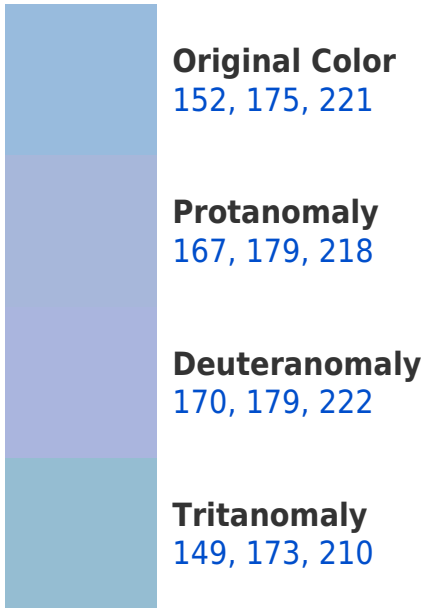 Original Color
152, 175, 221
Protanomaly
167, 179, 218
Deuteranomaly
170, 179, 222
Tritanomaly
149, 173, 210